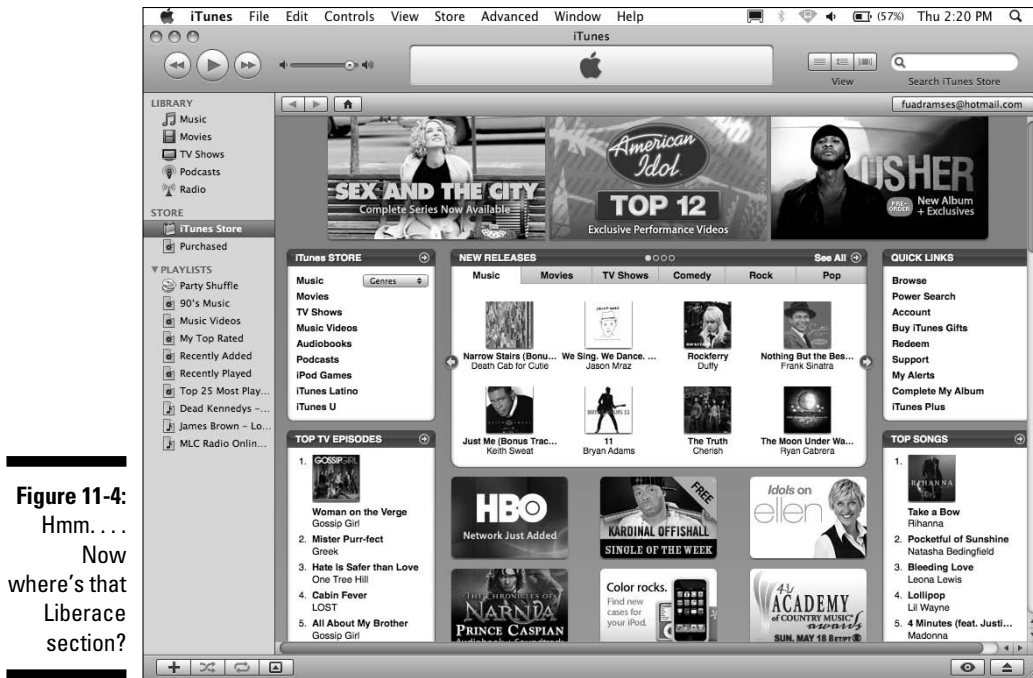 iTunes File Edit Controls View Store Advanced Window Help (57%) Thu 2:20 PM
iTunes
View
Search iTunes Store
fuadramses@hotmail.com
LIBRARY
Music
Movies
TV Shows
Podcasts
Radio
STORE
iTunes Store
Purchased
PLAYLISTS
Party Shuffle
90's Music
Music Videos
My Top Rated
Recently Added
Recently Played
Top 25 Most Play...
Dead Kennedys –...
James Brown – Lo...
MLC Radio Onlin...
SEX AND THE CITY
Complete Series Now Available
American
Idol
TOP 12
Exclusive Performance Videos
USHER
PRE-ORDER
New Album
+ Exclusives
iTunes STORE
Music Genres
Movies
TV Shows
Music Videos
Audiobooks
Podcasts
iPod Games
iTunes Latino
iTunes U
NEW RELEASES See All
Music Movies TV Shows Comedy Rock Pop
Narrow Stairs (Bonu...
Death Cab for Cutie
We Sing. We Dance. ...
Jason Mraz
Rockferry
Duffy
Nothing But the Bes...
Frank Sinatra
Just Me (Bonus Trac...
Keith Sweat
BRYAN ADAMS 11
11
Bryan Adams
The Truth
Cherish
The Moon Under Wa...
Ryan Cabrera
QUICK LINKS
Browse
Power Search
Account
Buy iTunes Gifts
Redeem
Support
My Alerts
Complete My Album
iTunes Plus
TOP TV EPISODES
1.
GOSSIPGIRL
Woman on the Verge
Gossip Girl
2. Mister Purr-fect
Greek
3. Hate Is Safer than Love
One Tree Hill
4. Cabin Fever
LOST
5. All About My Brother
Gossip Girl
HBO
Network Just Added
FREE
KARDINAL OFFISHALL
SINGLE OF THE WEEK
Idols on
ellen
THE CHRONICLES OF
NARNIA
PRINCE CASPIAN
Color rocks.
Find new
cases for
your iPod.
43rd
ACADEMY
of COUNTRY MUSIC
awards
SUN. MAY 18 8ET/PT
TOP SONGS
1.
RIHANNA
Take a Bow
Rihanna
2. Pocketful of Sunshine
Natasha Bedingfield
3. Bleeding Love
Leona Lewis
4. Lollipop
Lil Wayne
5. 4 Minutes (feat. Justi...
Madonna
Figure 11-4:
Hmm. . . .
Now
where's that
Liberace
section?